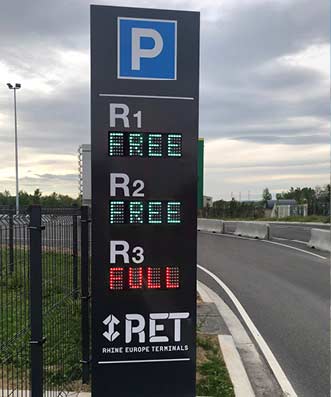 P
R1
FREE
R2
FREE
R3
FULL
RET
RHINE EUROPE TERMINALS